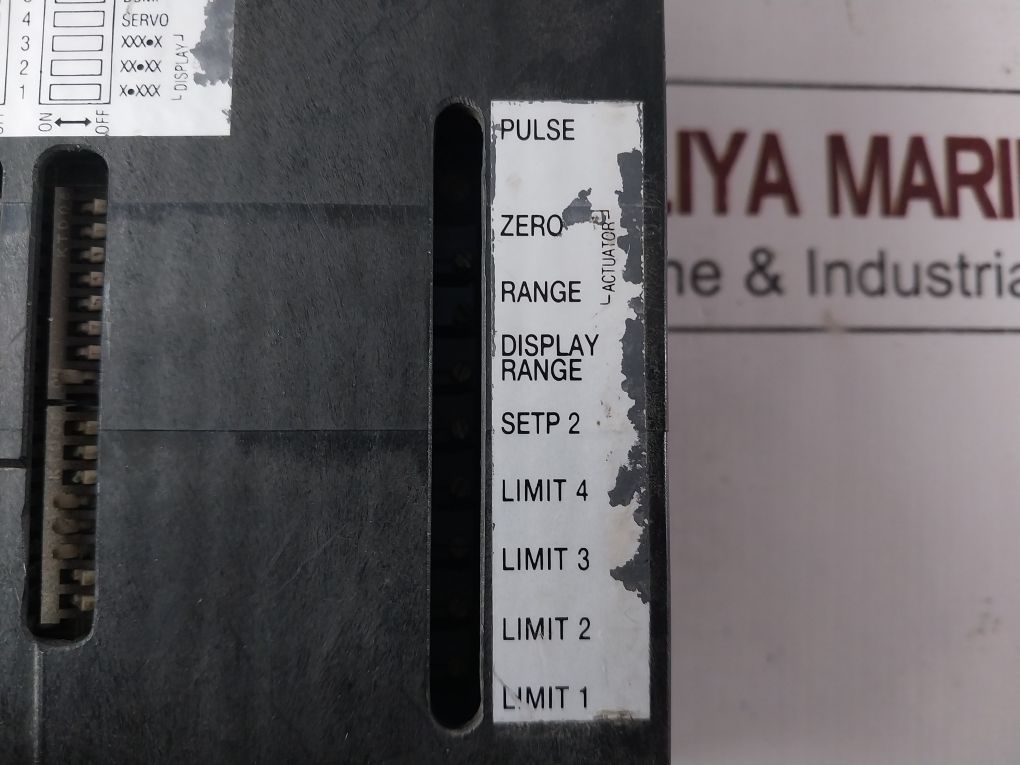 4 SERVO
3 XXX•X
2 XX•XX
1 X•XXX
DISPLAY
ON
OFF
PULSE
ZERO
RANGE
ACTUATOR
DISPLAY
RANGE
SETP 2
LIMIT 4
LIMIT 3
LIMIT 2
LIMIT 1
LIYA MARI
ne & Industria